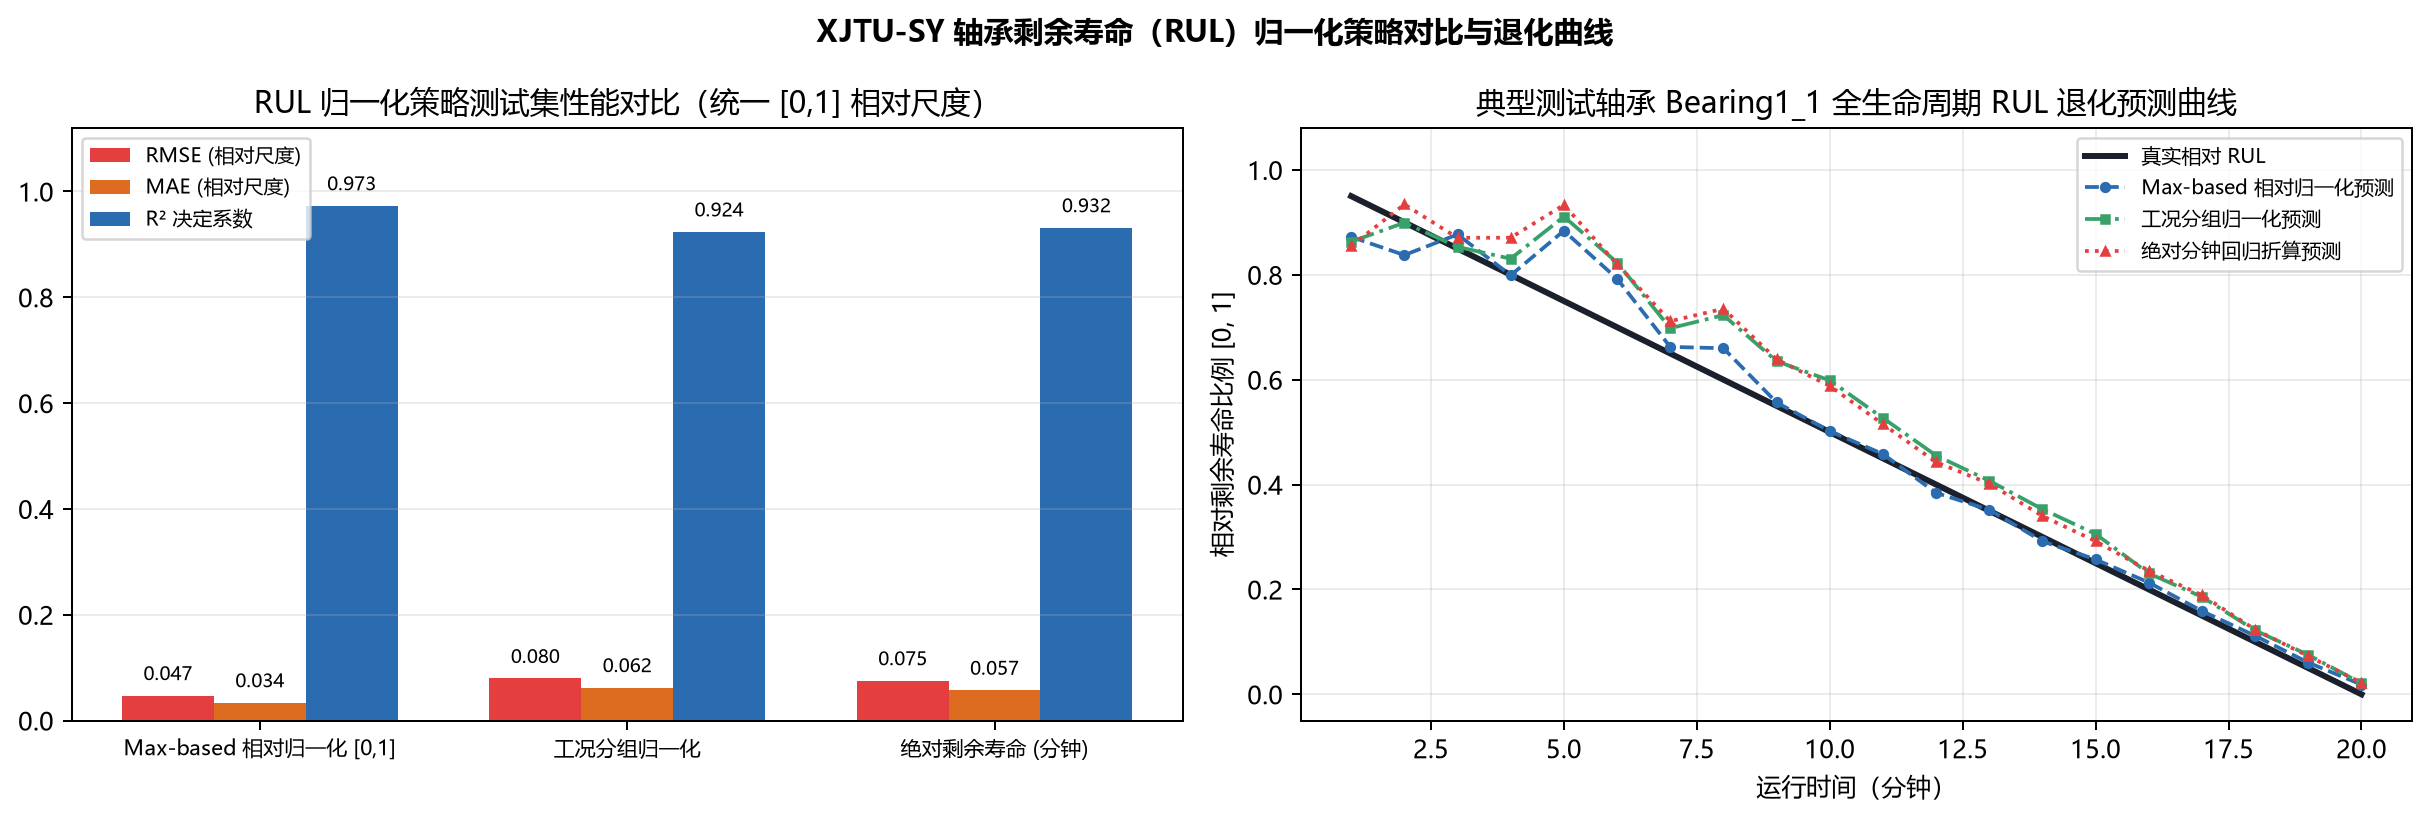 XJTU-SY 轴承剩余寿命（RUL）归一化策略对比与退化曲线
RUL 归一化策略测试集性能对比（统一 [0,1] 相对尺度）
RMSE (相对尺度)
MAE (相对尺度)
R² 决定系数
1.0
0.8
0.6
0.4
0.2
0.0
0.047
0.034
0.973
0.080
0.062
0.924
0.075
0.057
0.932
Max-based 相对归一化 [0,1]
工况分组归一化
绝对剩余寿命 (分钟)
典型测试轴承 Bearing1_1 全生命周期 RUL 退化预测曲线
真实相对 RUL
Max-based 相对归一化预测
工况分组归一化预测
绝对分钟回归折算预测
相对剩余寿命比例 [0, 1]
1.0
0.8
0.6
0.4
0.2
0.0
2.5
5.0
7.5
10.0
12.5
15.0
17.5
20.0
运行时间（分钟）